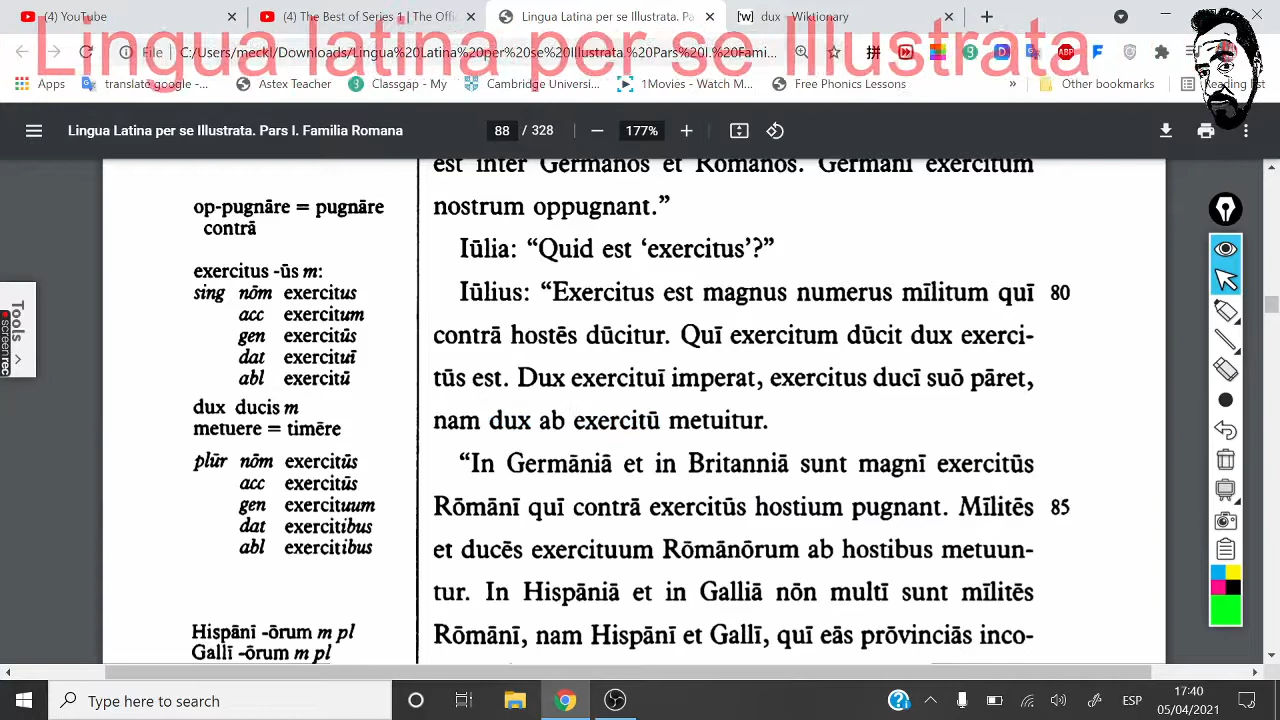 (4) YouTube
(4) The Best of Series 1 | The Offi
Lingua Latina per se Illustrata. Pa
dux - Wiktionary
Lingua latina per se Illustrata
File
C:/Users/meckl/Downloads/Lingua%20Latina%20per%20se%20Illustrata.%20Pars%20I.%20Fami...
Apps
translate google -...
Astex Teacher
Classgap - My
Cambridge Univers...
1Movies - Watch M...
Free Phonics Lessons
»
Other bookmarks
Reading list
Lingua Latina per se Illustrata. Pars I. Familia Romana
88 / 328
177%
est inter Germānōs et Rōmānōs. Germānī exercitum
nostrum oppugnant.”
Iūlia: “Quid est ‘exercitus’?”
Iūlius: “Exercitus est magnus numerus mīlitum quī 80
contrā hostēs dūcitur. Quī exercitum dūcit dux exerci-
tūs est. Dux exercituī imperat, exercitus ducī suō pāret,
nam dux ab exercitū metuitur.
“In Germāniā et in Britanniā sunt magnī exercitūs
Rōmānī quī contrā exercitūs hostium pugnant. Mīlitēs 85
et ducēs exercituum Rōmānōrum ab hostibus metuun-
tur. In Hispāniā et in Galliā nōn multī sunt mīlitēs
Rōmānī, nam Hispānī et Gallī, quī eās prōvinciās inco-
op-pugnāre = pugnāre
contrā
exercitus -ūs m:
sing nōm exercitus
acc exercitum
gen exercitūs
dat exercituī
abl exercitū
dux ducis m
metuere = timēre
plūr nōm exercitūs
acc exercitūs
gen exercituum
dat exercitibus
abl exercitibus
Hispānī -ōrum m pl
Gallī -ōrum m pl
Tools
screenrec
Type here to search
ESP
17:40
05/04/2021